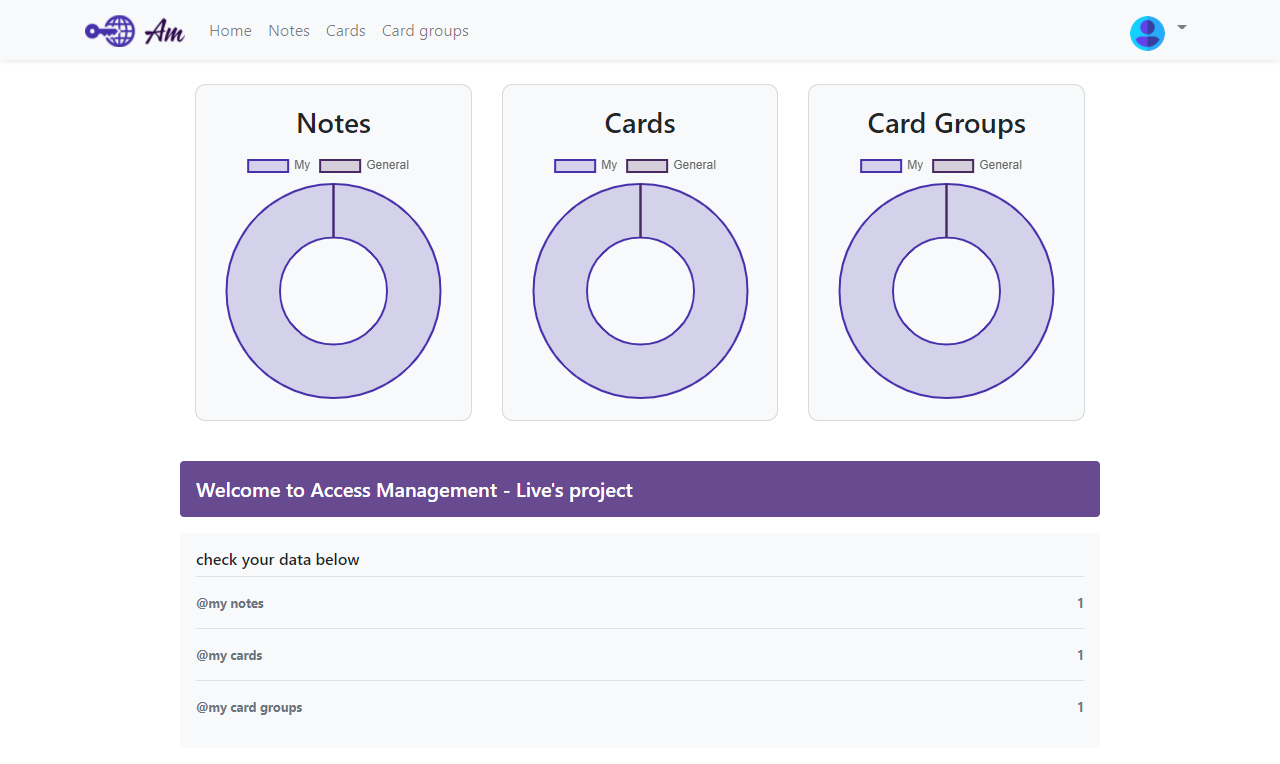 Am Home Notes Cards Card groups
Notes Cards Card Groups
My General My General My General
Welcome to Access Management - Live's project
check your data below
@my notes 1
@my cards 1
@my card groups 1